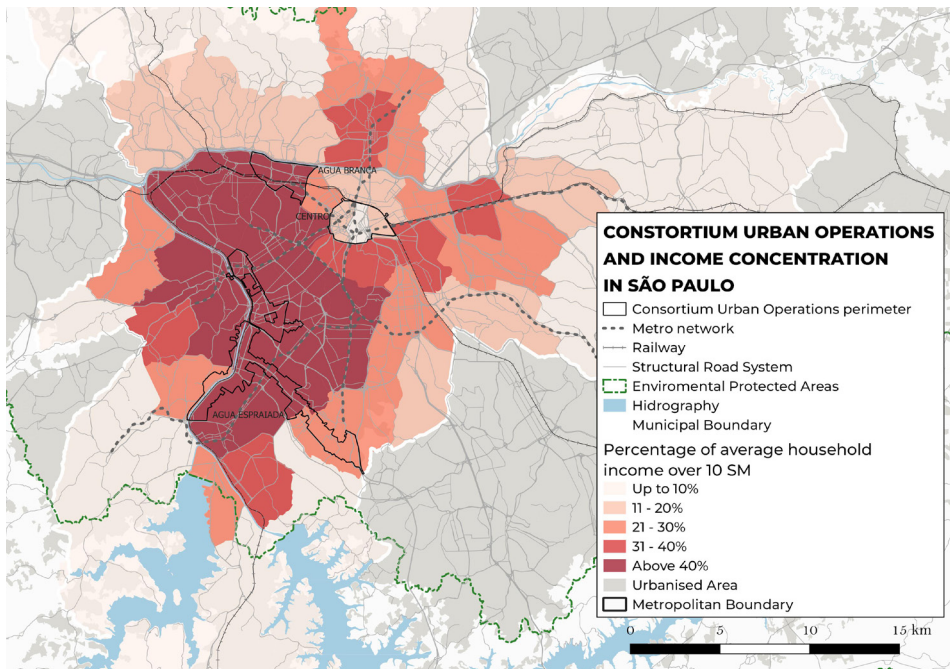 AGUA BRANCA
CENTRO
AGUA ESPRAIADA
CONSTORTIUM URBAN OPERATIONS
AND INCOME CONCENTRATION
IN SÃO PAULO
Consortium Urban Operations perimeter
Metro network
Railway
Structural Road System
Enviromental Protected Areas
Hidrography
Municipal Boundary
Percentage of average household
income over 10 SM
Up to 10%
11 - 20%
21 - 30%
31 - 40%
Above 40%
Urbanised Area
Metropolitan Boundary
0 5 10 15 km